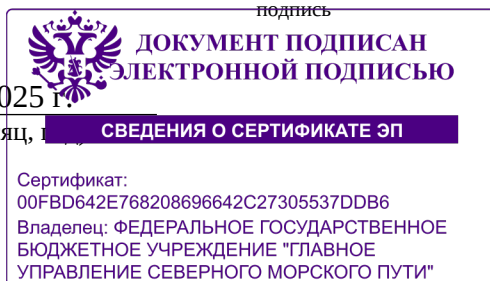 подпись
ДОКУМЕНТ ПОДПИСАН
ЭЛЕКТРОННОЙ ПОДПИСЬЮ
025 г.
яц,
СВЕДЕНИЯ О СЕРТИФИКАТЕ ЭП
Сертификат:
00FBD642E768208696642C27305537DDB6
Владелец: ФЕДЕРАЛЬНОЕ ГОСУДАРСТВЕННОЕ
БЮДЖЕТНОЕ УЧРЕЖДЕНИЕ "ГЛАВНОЕ
УПРАВЛЕНИЕ СЕВЕРНОГО МОРСКОГО ПУТИ"